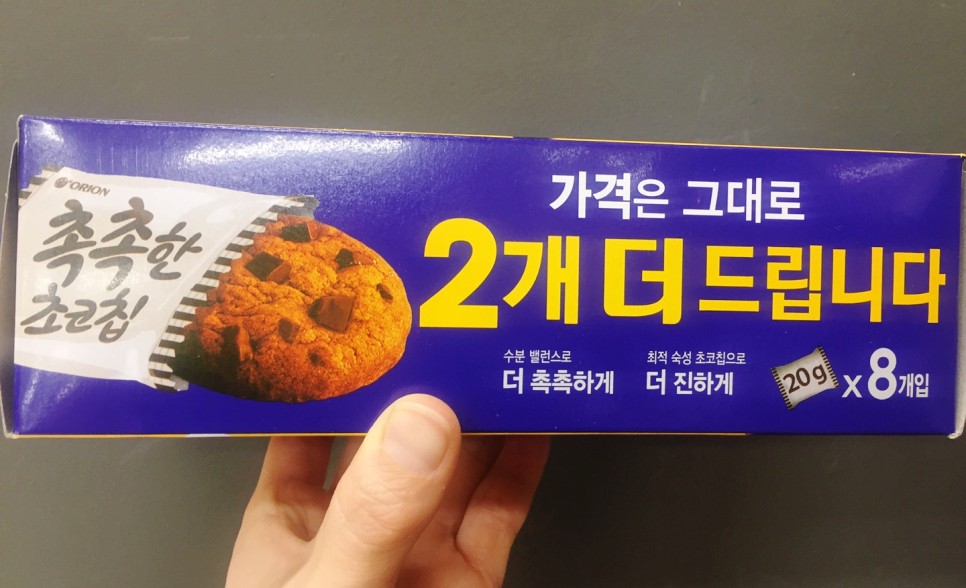 ORION
촉촉한
초코칩
가격은 그대로
2개 더 드립니다
수분 밸런스로
더 촉촉하게
최적 숙성 초코칩으로
더 진하게
20g x 8개입